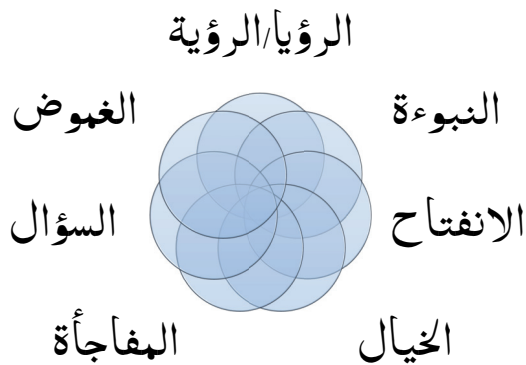 الرؤيا/الرؤية
النبوءة
الغموض
الانفتاح
السؤال
الخيال
المفاجأة